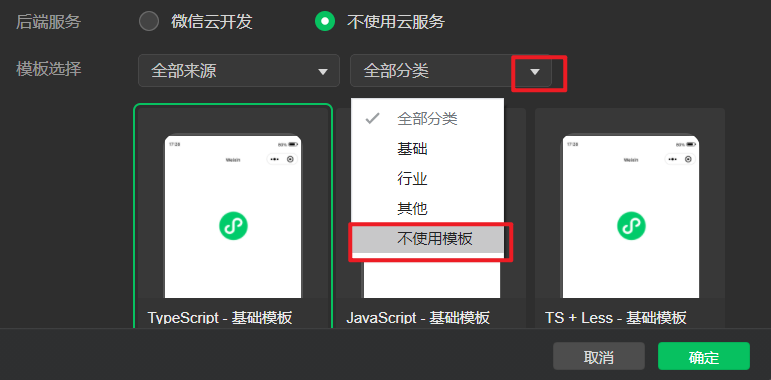 后端服务 微信云开发 不使用云服务
模板选择 全部来源 全部分类
全部分类
基础
行业
其他
不使用模板
17:28
Weixin
17:28
Weixin
TypeScript - 基础模板 JavaScript - 基础模板 TS + Less - 基础模板
取消 确定